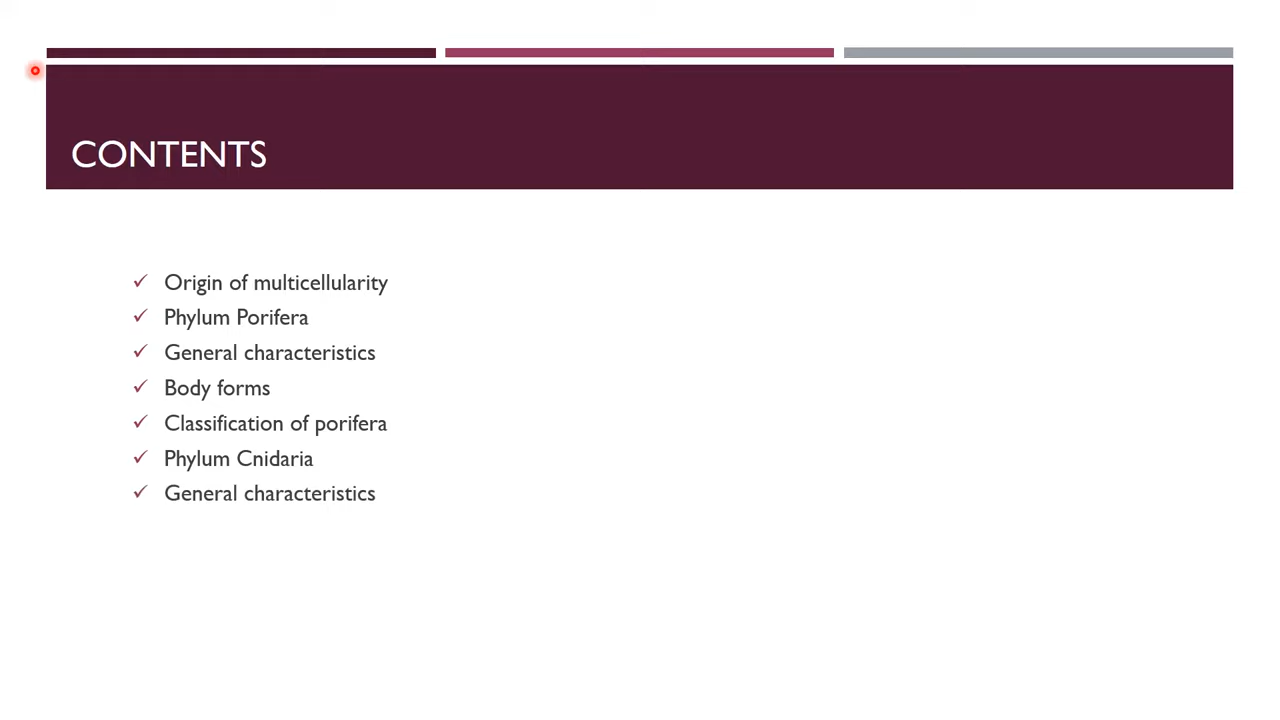 CONTENTS
✓ Origin of multicellularity
✓ Phylum Porifera
✓ General characteristics
✓ Body forms
✓ Classification of porifera
✓ Phylum Cnidaria
✓ General characteristics